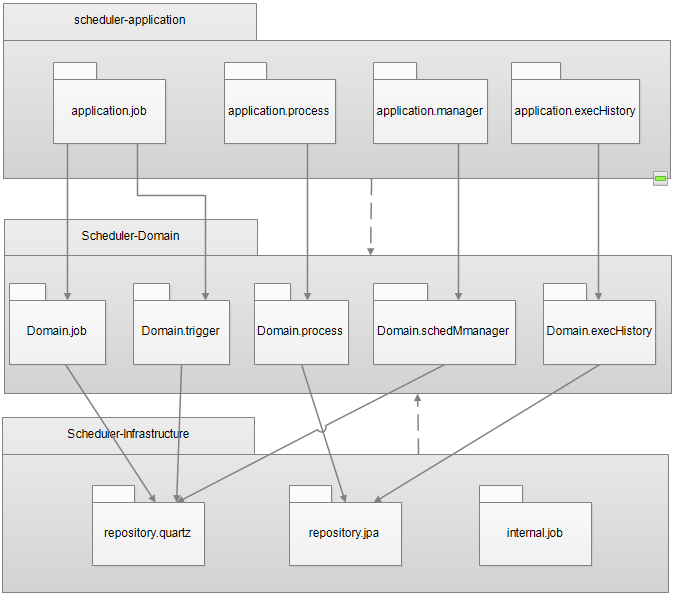 scheduler-application
application.job
application.process
application.manager
application.execHistory
Scheduler-Domain
Domain.job
Domain.trigger
Domain.process
Domain.schedMmanager
Domain.execHistory
Scheduler-Infrastructure
repository.quartz
repository.jpa
internal.job